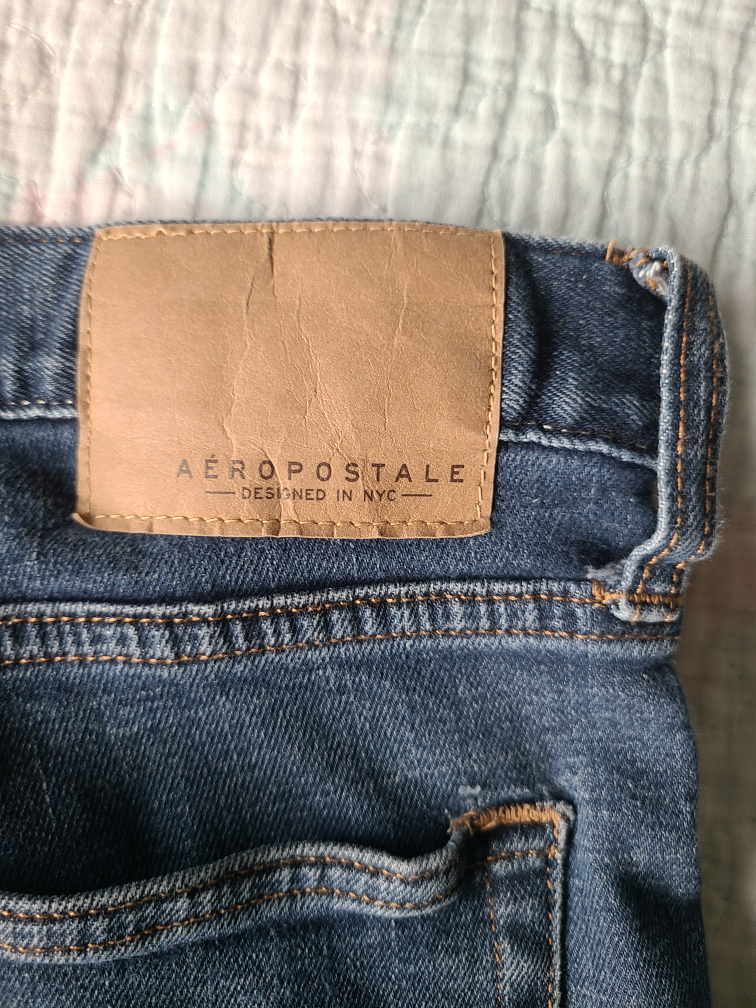 AÉROPOSTALE
— DESIGNED IN NYC —